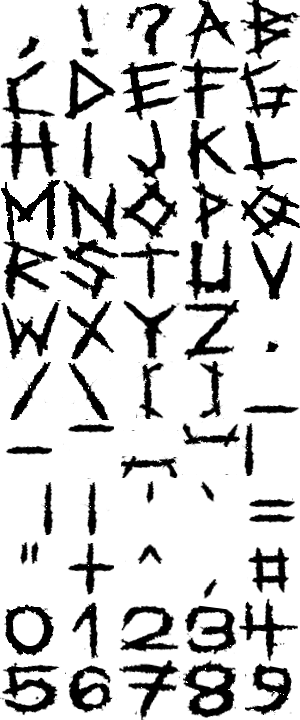 , ! ? A B
C D E F G
H I J K L
M N O P Q
R S T U V
W X Y Z .
/ \ [ ] _
- ¯ ⎵ ⎴ |
| | ' ` =
" + ^ , #
0 1 2 3 4
5 6 7 8 9